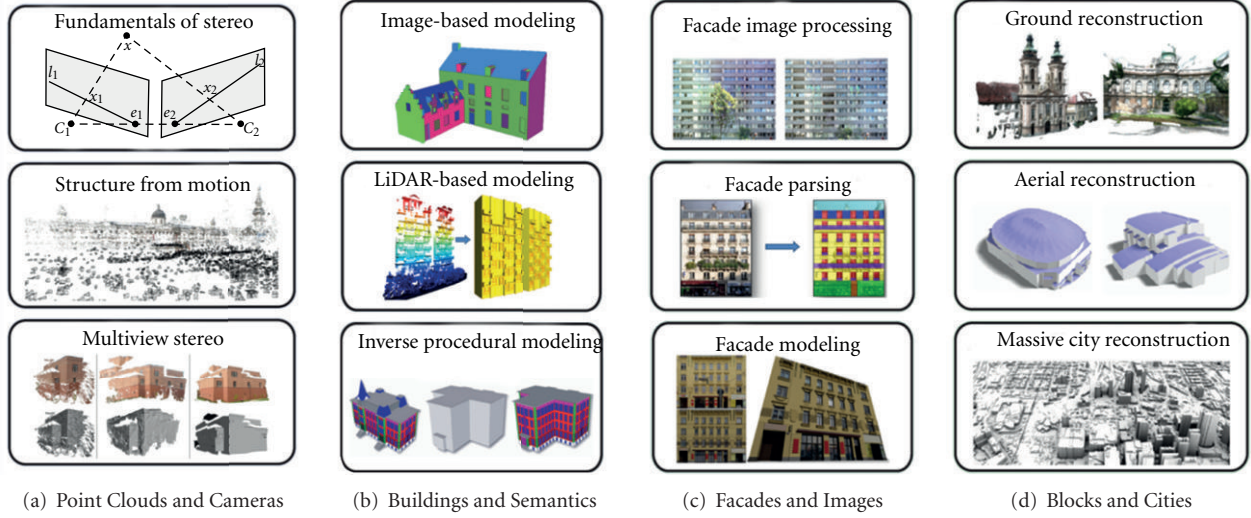 Fundamentals of stereo
x
l1
l2
x1
x2
e1
e2
C1
C2
Structure from motion
Multiview stereo
(a) Point Clouds and Cameras
Image-based modeling
LiDAR-based modeling
Inverse procedural modeling
(b) Buildings and Semantics
Facade image processing
Facade parsing
Facade modeling
(c) Facades and Images
Ground reconstruction
Aerial reconstruction
Massive city reconstruction
(d) Blocks and Cities